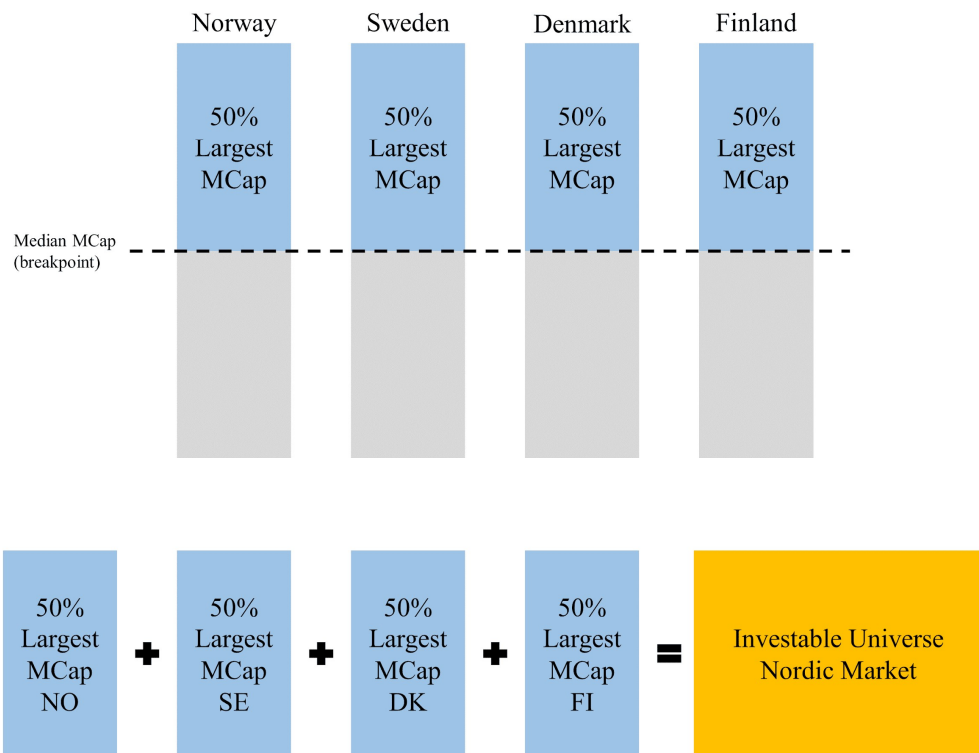 Norway
Sweden
Denmark
Finland
50%
Largest
MCap
50%
Largest
MCap
50%
Largest
MCap
50%
Largest
MCap
Median MCap
(breakpoint)
50%
Largest
MCap
NO
+
50%
Largest
MCap
SE
+
50%
Largest
MCap
DK
+
50%
Largest
MCap
FI
=
Investable Universe
Nordic Market